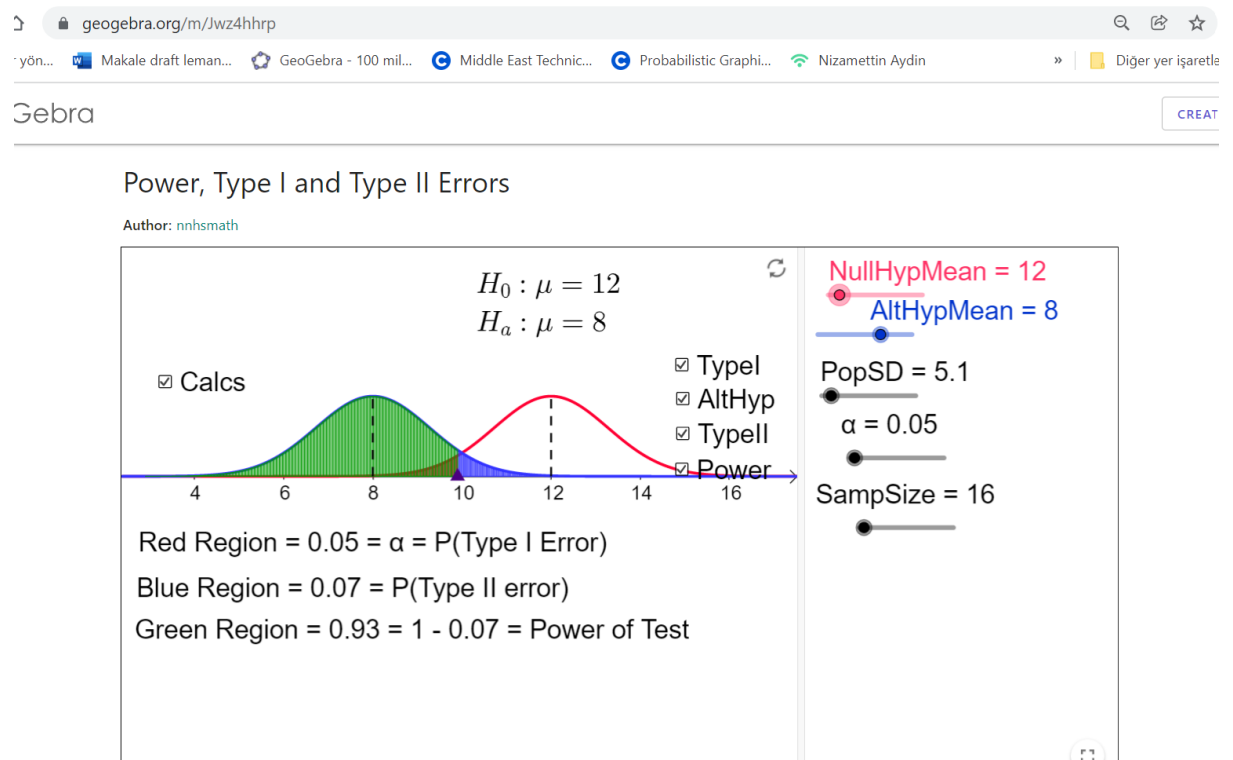 geogebra.org/m/Jwz4hhrp
r yön... Makale draft leman... GeoGebra - 100 mil... Middle East Technic... Probabilistic Graphi... Nizamettin Aydin » Diğer yer işaretle
Gebra
CREAT
Power, Type I and Type II Errors
Author: nnhsmath
H₀ : μ = 12
Hₐ : μ = 8
Calcs
TypeI
AltHyp
TypeII
Power
4 6 8 10 12 14 16
Red Region = 0.05 = α = P(Type I Error)
Blue Region = 0.07 = P(Type II error)
Green Region = 0.93 = 1 - 0.07 = Power of Test
NullHypMean = 12
AltHypMean = 8
PopSD = 5.1
α = 0.05
SampSize = 16